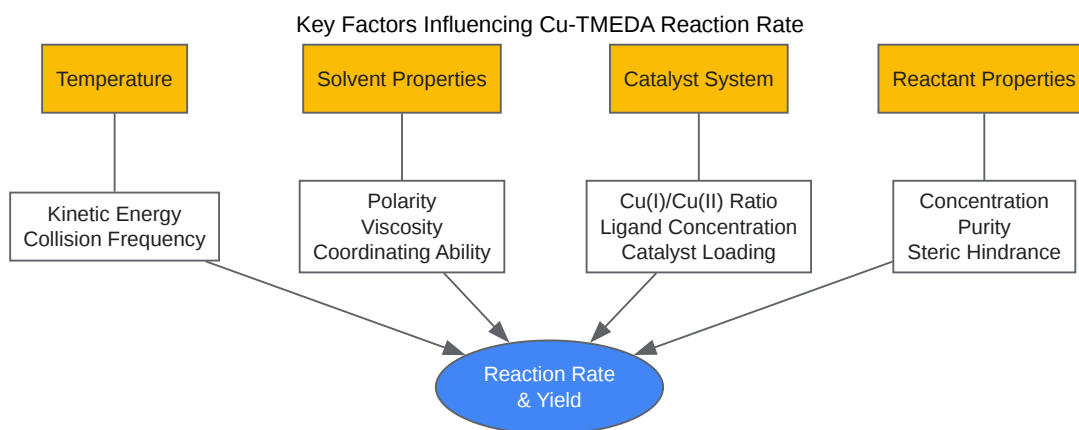 Key Factors Influencing Cu-TMEDA Reaction Rate
Temperature
Solvent Properties
Catalyst System
Reactant Properties
Kinetic Energy
Collision Frequency
Polarity
Viscosity
Coordinating Ability
Cu(I)/Cu(II) Ratio
Ligand Concentration
Catalyst Loading
Concentration
Purity
Steric Hindrance
Reaction Rate
& Yield